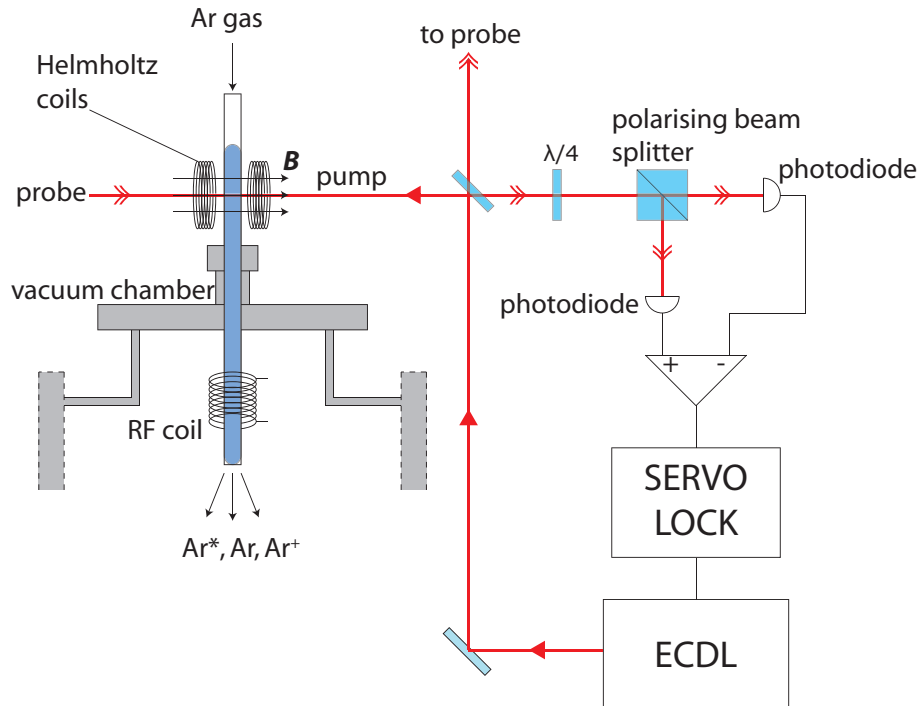 Ar gas
to probe
Helmholtz
coils
polarising beam
splitter
λ/4
photodiode
B
probe
pump
vacuum chamber
photodiode
+ -
RF coil
SERVO
LOCK
Ar*, Ar, Ar⁺
ECDL